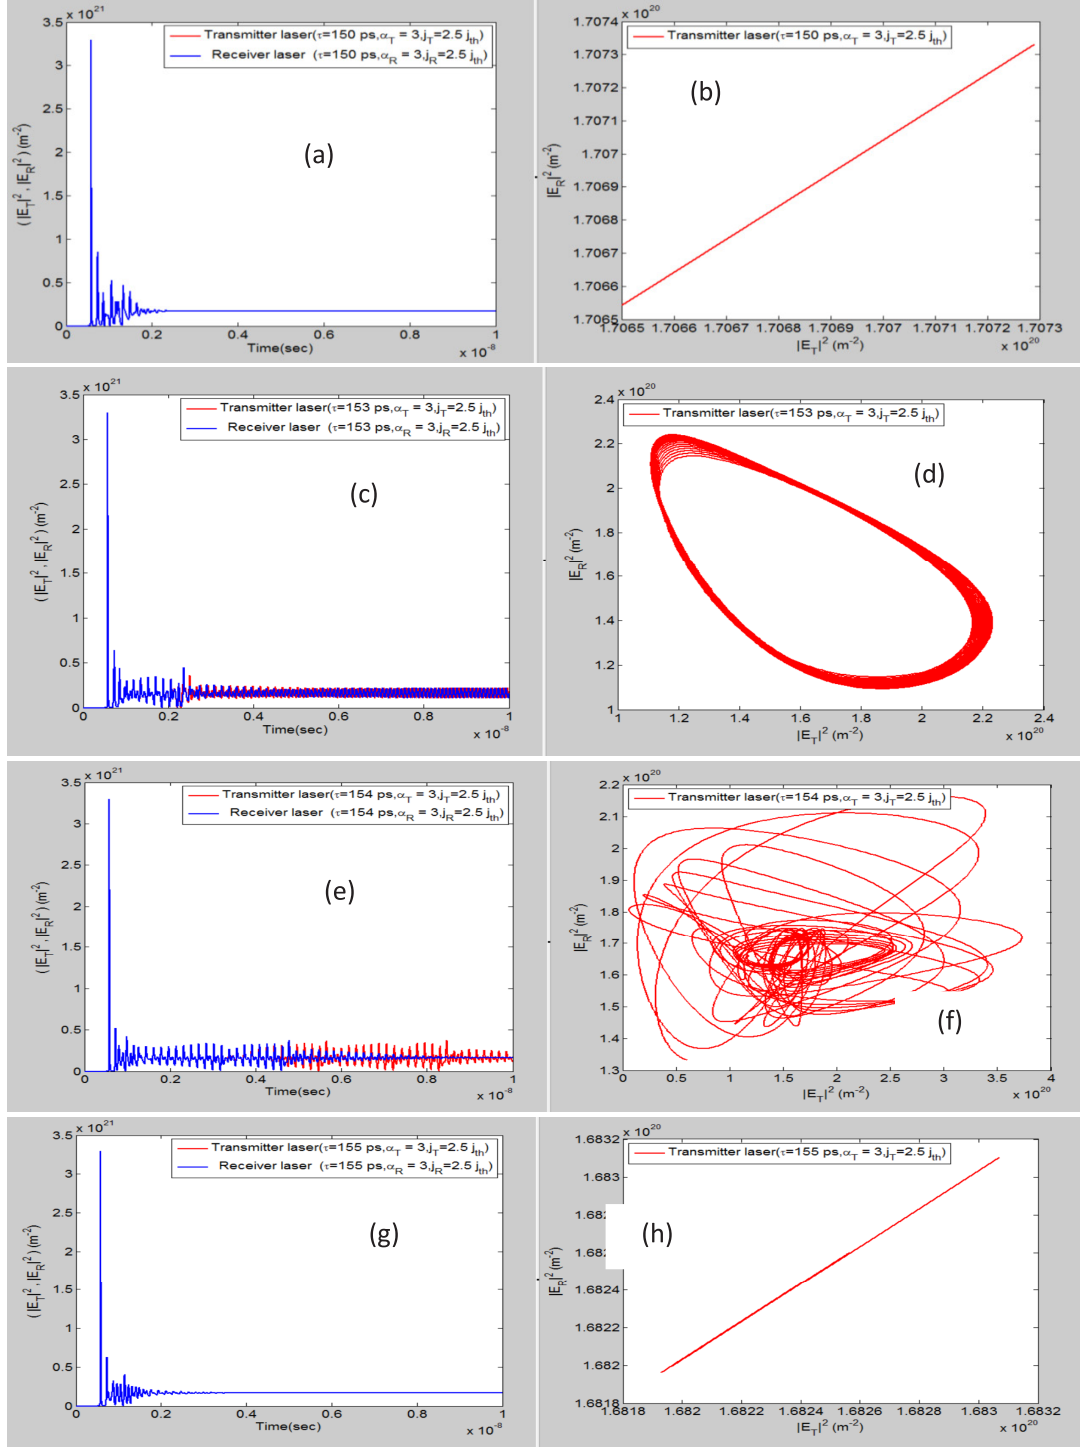 x 10^21
3.5
3
2.5
2
1.5
1
0.5
0
(|E_T|^2, |E_R|^2) (m^-2)
Transmitter laser(τ=150 ps,α_T = 3,j_T=2.5 j_th)
Receiver laser (τ=150 ps,α_R = 3,j_R=2.5 j_th)
(a)
0 0.2 0.4 0.6 0.8 1
Time(sec)
x 10^-8
x 10^20
1.7074
1.7073
1.7072
1.7071
1.707
1.7069
1.7068
1.7067
1.7066
1.7065
|E_R|^2 (m^-2)
Transmitter laser(τ=150 ps,α_T = 3,j_T=2.5 j_th)
(b)
1.7065 1.7066 1.7067 1.7068 1.7069 1.707 1.7071 1.7072 1.7073
|E_T|^2 (m^-2)
x 10^20
x 10^21
3.5
3
2.5
2
1.5
1
0.5
0
(|E_T|^2, |E_R|^2) (m^-2)
Transmitter laser(τ=153 ps,α_T = 3,j_T=2.5 j_th)
Receiver laser (τ=153 ps,α_R = 3,j_R=2.5 j_th)
(c)
0 0.2 0.4 0.6 0.8 1
Time(sec)
x 10^-8
x 10^20
2.4
2.2
2
1.8
1.6
1.4
1.2
1
|E_R|^2 (m^-2)
Transmitter laser(τ=153 ps,α_T = 3,j_T=2.5 j_th)
(d)
1 1.2 1.4 1.6 1.8 2 2.2 2.4
|E_T|^2 (m^-2)
x 10^20
x 10^21
3.5
3
2.5
2
1.5
1
0.5
0
(|E_T|^2, |E_R|^2) (m^-2)
Transmitter laser(τ=154 ps,α_T = 3,j_T=2.5 j_th)
Receiver laser (τ=154 ps,α_R = 3,j_R=2.5 j_th)
(e)
0 0.2 0.4 0.6 0.8 1
Time(sec)
x 10^-8
x 10^20
2.2
2.1
2
1.9
1.8
1.7
1.6
1.5
1.4
1.3
|E_R|^2 (m^-2)
Transmitter laser(τ=154 ps,α_T = 3,j_T=2.5 j_th)
(f)
0 0.5 1 1.5 2 2.5 3 3.5 4
|E_T|^2 (m^-2)
x 10^20
x 10^21
3.5
3
2.5
2
1.5
1
0.5
0
(|E_T|^2, |E_R|^2) (m^-2)
Transmitter laser(τ=155 ps,α_T = 3,j_T=2.5 j_th)
Receiver laser (τ=155 ps,α_R = 3,j_R=2.5 j_th)
(g)
0 0.2 0.4 0.6 0.8 1
Time(sec)
x 10^-8
x 10^20
1.6832
1.683
1.682
1.682
1.6824
1.6822
1.682
1.6818
|E_R|^2 (m^-2)
Transmitter laser(τ=155 ps,α_T = 3,j_T=2.5 j_th)
(h)
1.6818 1.682 1.6822 1.6824 1.6826 1.6828 1.683 1.6832
|E_T|^2 (m^-2)
x 10^20